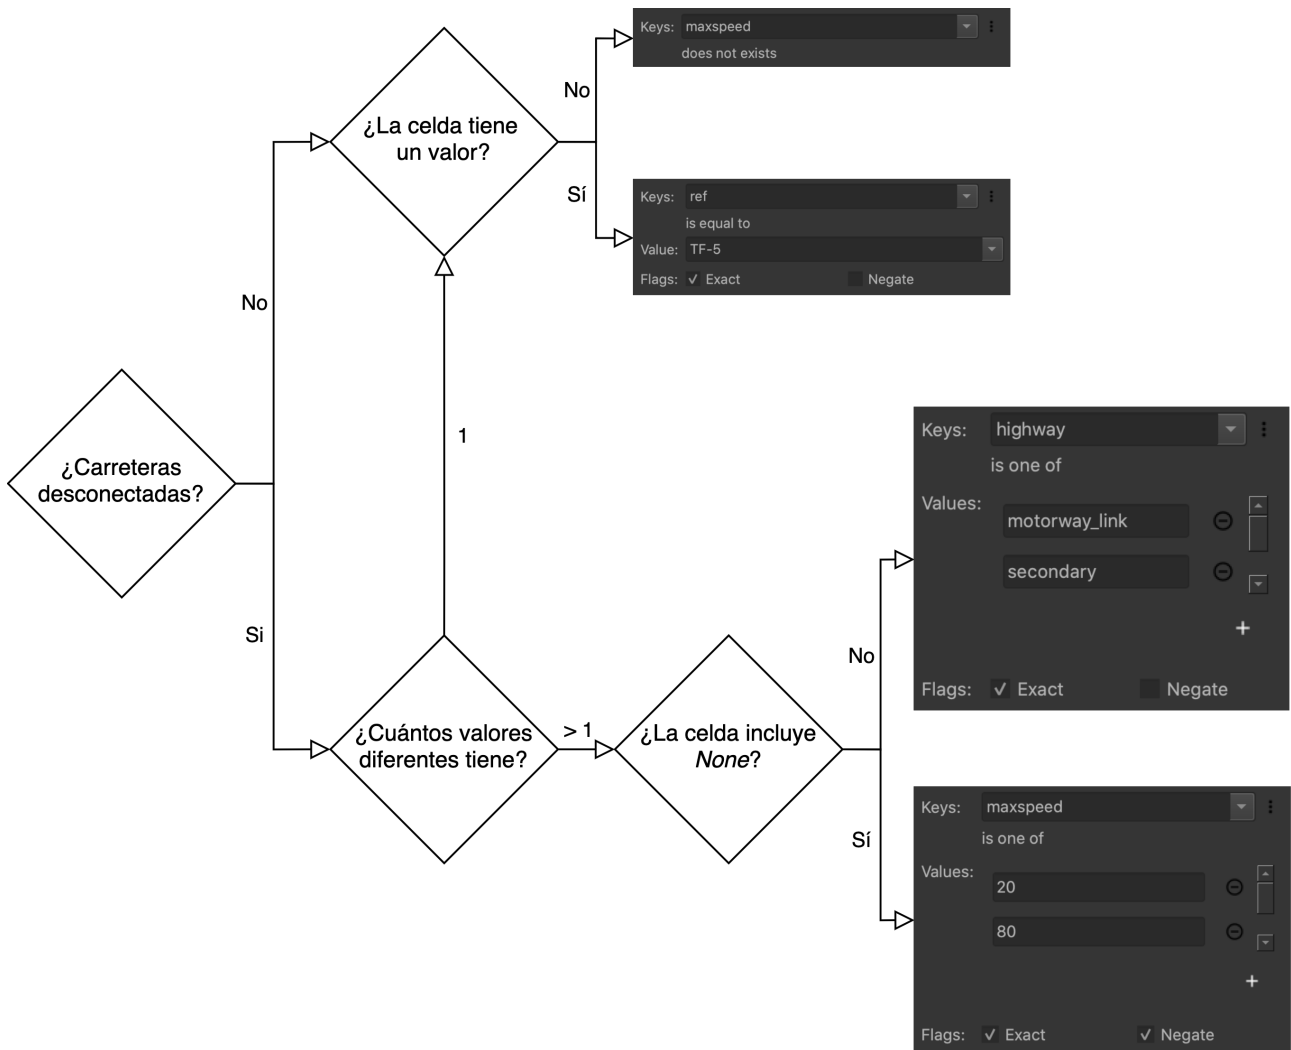 Keys: maxspeed
does not exists
No
¿La celda tiene
un valor?
Sí
Keys: ref
is equal to
Value: TF-5
Flags: Exact Negate
No
1
¿Carreteras
desconectadas?
Si
¿Cuántos valores
diferentes tiene?
> 1
¿La celda incluye
None?
No
Keys: highway
is one of
Values:
motorway_link
secondary
+
Flags: Exact Negate
Sí
Keys: maxspeed
is one of
Values:
20
80
+
Flags: Exact Negate